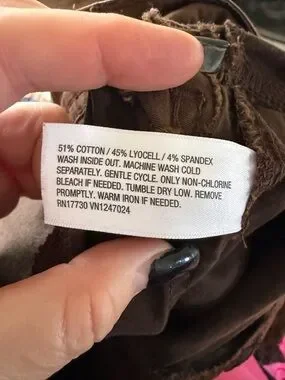 51% COTTON / 45% LYOCELL / 4% SPANDEX
WASH INSIDE OUT. MACHINE WASH COLD
SEPARATELY. GENTLE CYCLE. ONLY NON-CHLORINE
BLEACH IF NEEDED. TUMBLE DRY LOW. REMOVE
PROMPTLY. WARM IRON IF NEEDED.
RN17730 VN1247024